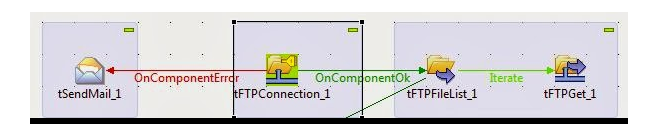 OnComponentError
OnComponentOk
Iterate
tSendMail_1
tFTPConnection_1
tFTPFileList_1
tFTPGet_1